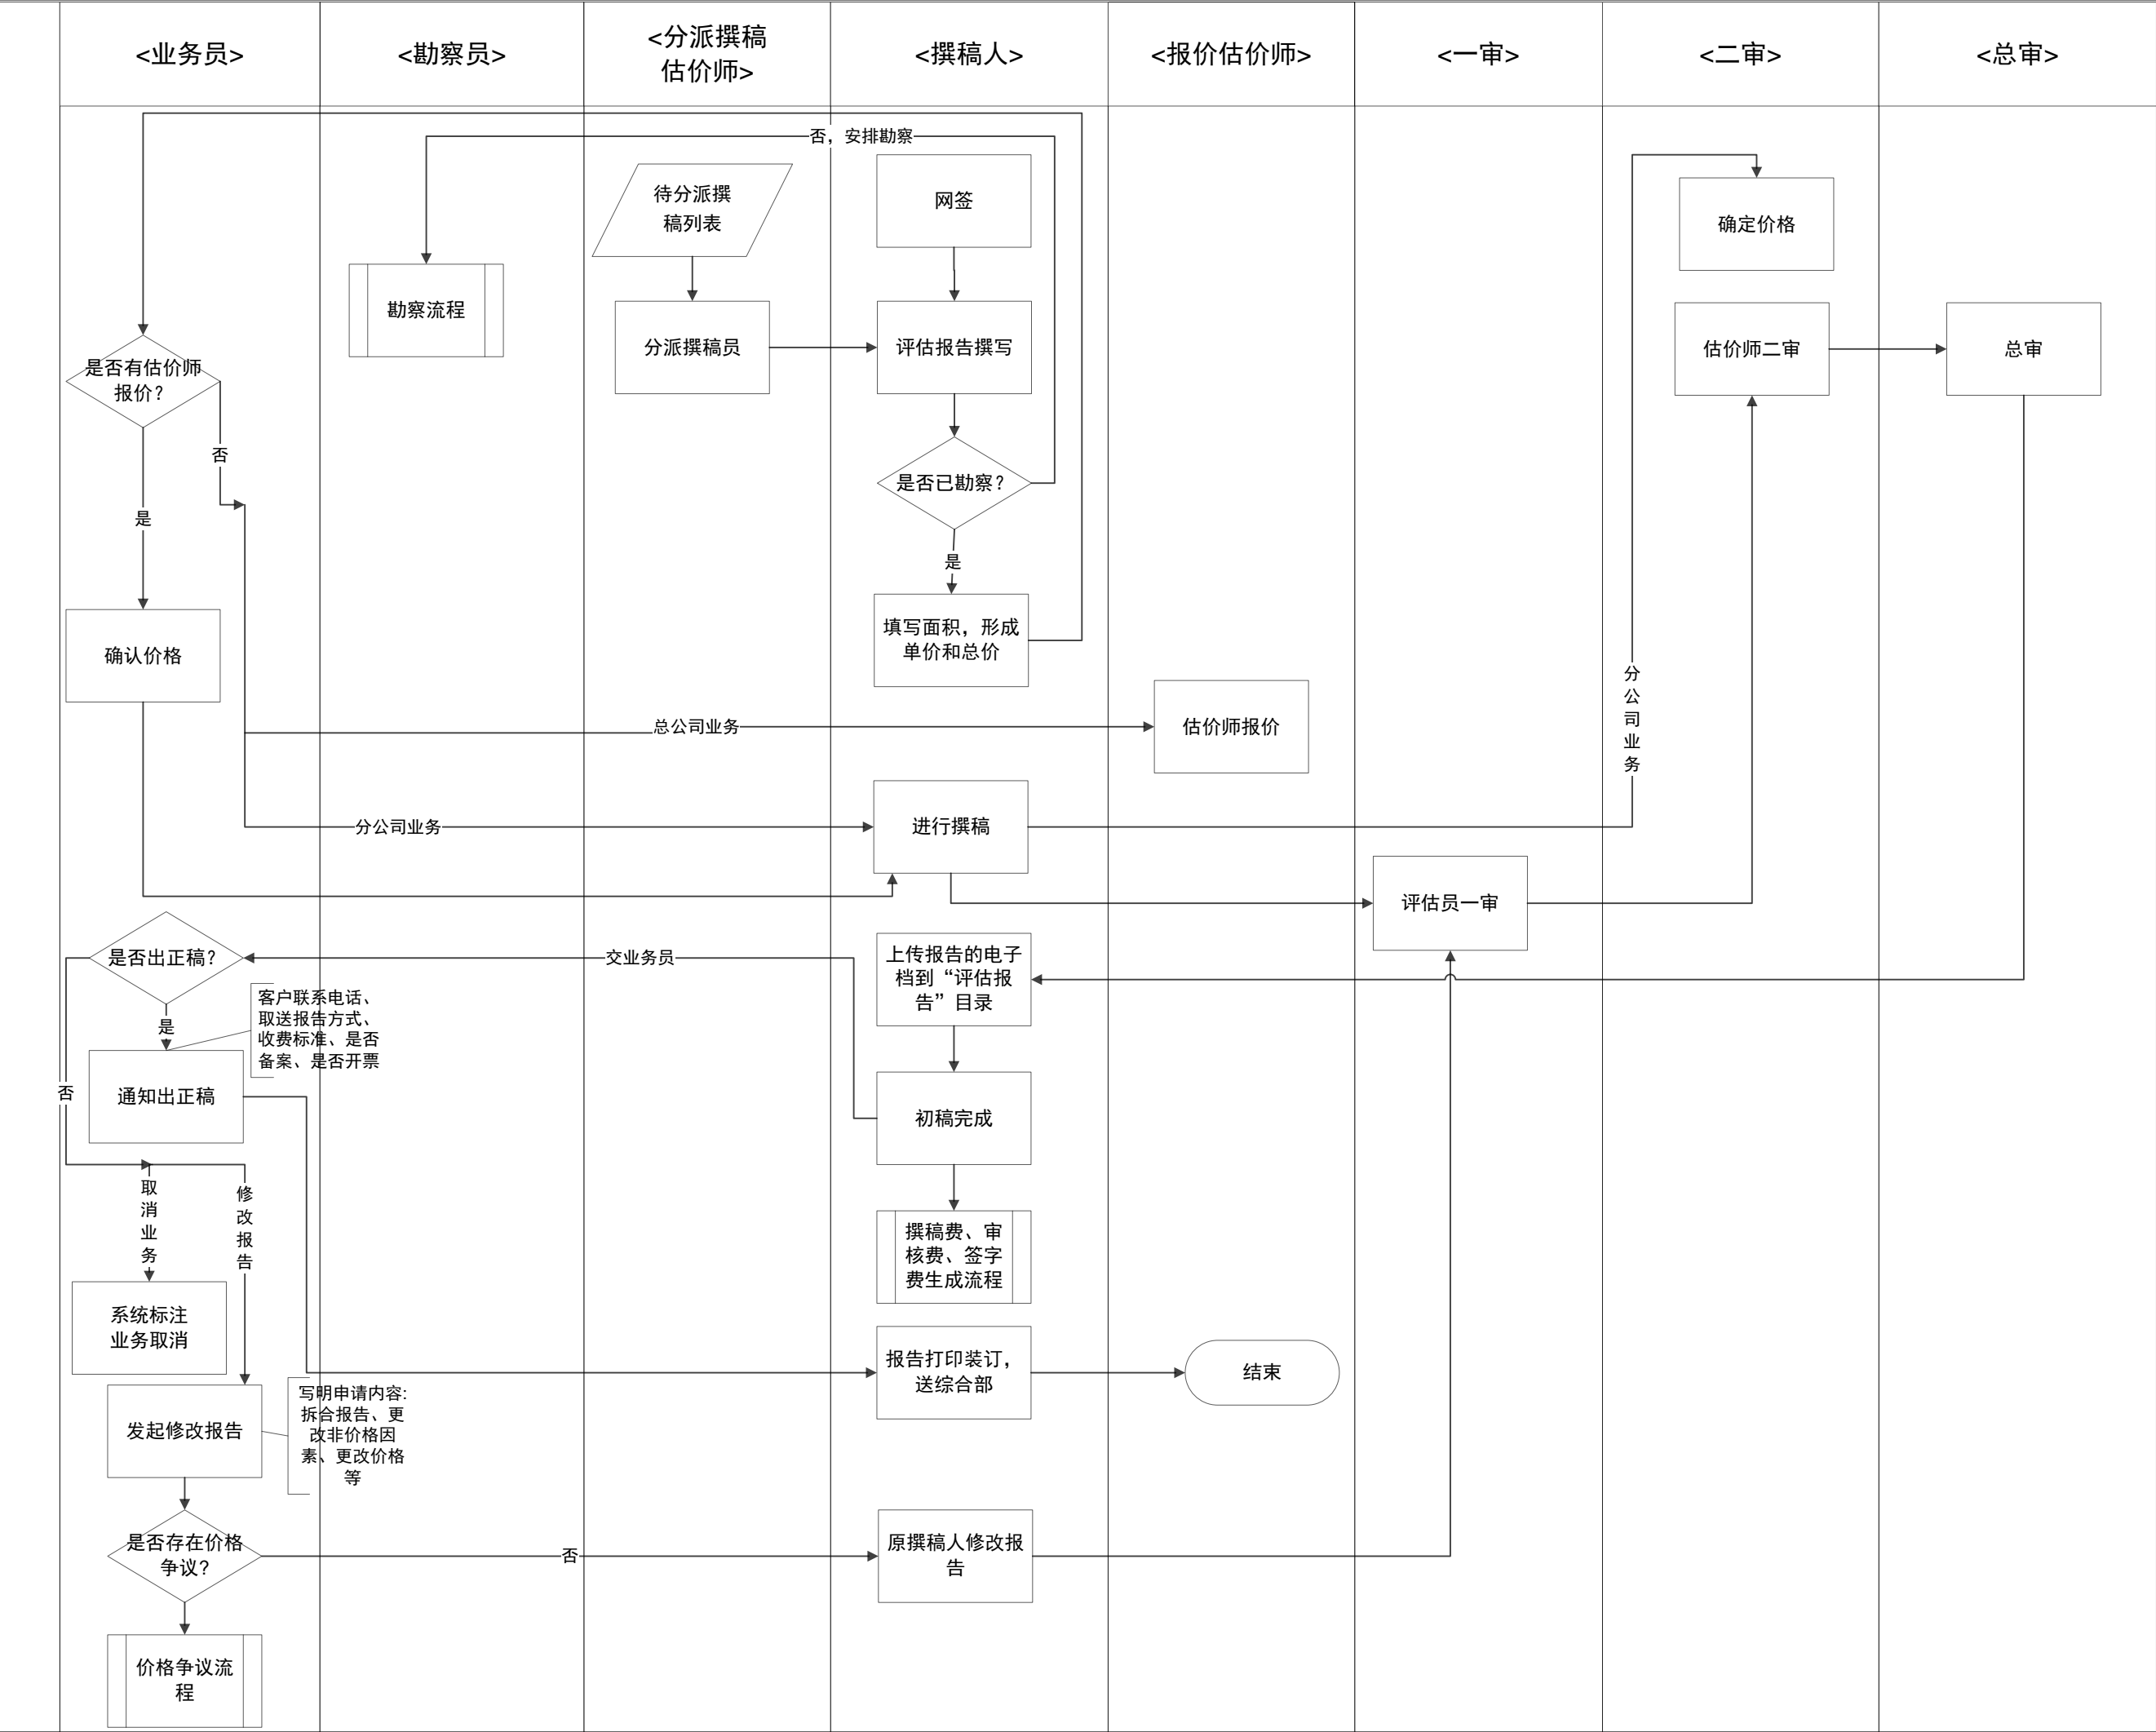 <业务员>
<勘察员>
<分派撰稿
估价师>
<撰稿人>
<报价估价师>
<一审>
<二审>
<总审>
否，安排勘察
待分派撰
稿列表
网签
确定价格
勘察流程
分派撰稿员
评估报告撰写
估价师二审
总审
是否有估价师
报价？
否
是否已勘察？
是
是
填写面积，形成
单价和总价
确认价格
分
公
司
业
务
总公司业务
估价师报价
分公司业务
进行撰稿
评估员一审
是否出正稿？
交业务员
上传报告的电子
档到“评估报
告”目录
客户联系电话、
取送报告方式、
收费标准、是否
备案、是否开票
是
否
通知出正稿
初稿完成
取
消
业
务
修
改
报
告
撰稿费、审
核费、签字
费生成流程
系统标注
业务取消
报告打印装订，
送综合部
结束
发起修改报告
写明申请内容:
拆合报告、更
改非价格因
素、更改价格
等
是否存在价格
争议？
否
原撰稿人修改报
告
价格争议流
程